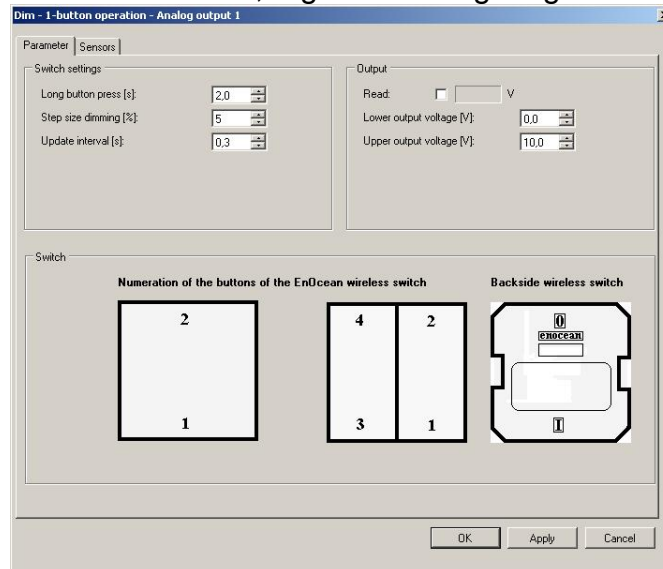 Dim - 1-button operation - Analog output 1
Parameter
Sensors
Switch settings
Long button press [s]: 2,0
Step size dimming [%]: 5
Update interval [s]: 0,3
Output
Read: V
Lower output voltage [V]: 0,0
Upper output voltage [V]: 10,0
Switch
Numeration of the buttons of the EnOcean wireless switch
Backside wireless switch
2
1
4 2
3 1
0
enocean
I
OK Apply Cancel